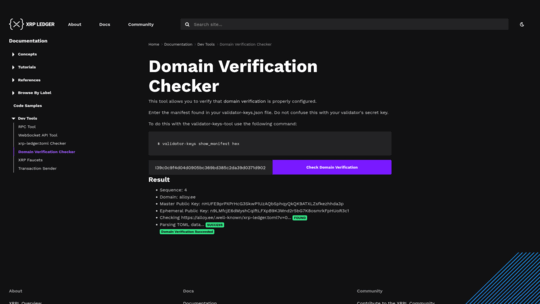 XRP LEDGER
About
Docs
Community
Search site...
Documentation
Concepts
Tutorials
References
Browse By Label
Code Samples
Dev Tools
RPC Tool
WebSocket API Tool
xrp-ledger.toml Checker
Domain Verification Checker
XRP Faucets
Transaction Sender
Home
Documentation
Dev Tools
Domain Verification Checker
Domain Verification
Checker
This tool allows you to verify that domain verification is properly configured.
Enter the manifest found in your validator-keys.json file. Do not confuse this with your validator's secret key.
To do this with the validator-keys-tool use the following command:
$ validator-keys show_manifest hex
Check Domain Verification
Result
Sequence: 4
Domain: alloy.ee
Master Public Key:
Ephemeral Public Key:
Checking https://alloy.ee/.well-known/xrp-ledger.toml?v=0... FOUND
Parsing TOML data... SUCCESS
Domain Verification Succeeded
About
Docs
Community
XRPL Overview
Documentation
Contribute to the XRPL Community